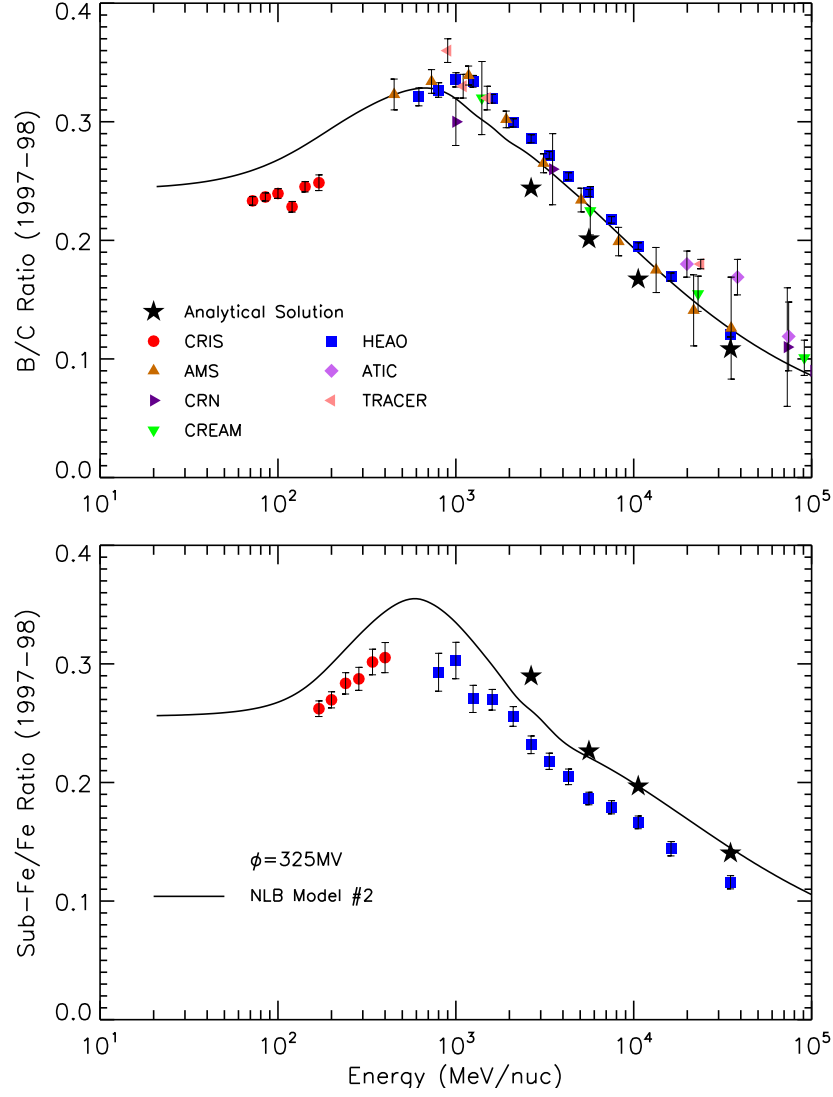 0.4
0.3
0.2
0.1
0.0
B/C Ratio (1997−98)
Analytical Solution
CRIS
HEAO
AMS
ATIC
CRN
TRACER
CREAM
10¹ 10² 10³ 10⁴ 10⁵
0.4
0.3
0.2
0.1
0.0
Sub−Fe/Fe Ratio (1997−98)
ϕ=325MV
NLB Model #2
10¹ 10² 10³ 10⁴ 10⁵
Energy (MeV/nuc)